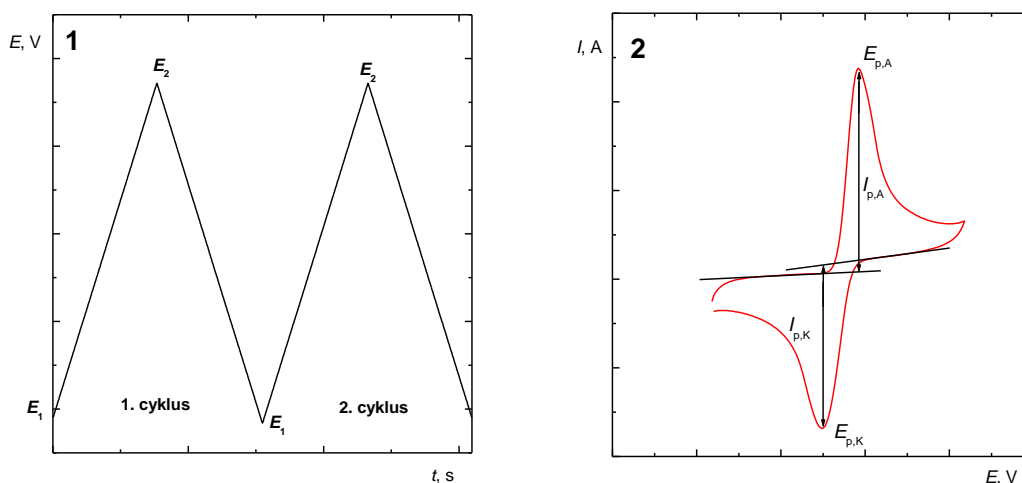 E, V
1
E2
E2
E1
1. cyklus
E1
2. cyklus
t, s
I, A
2
Ep,A
Ip,A
Ip,K
Ep,K
E, V